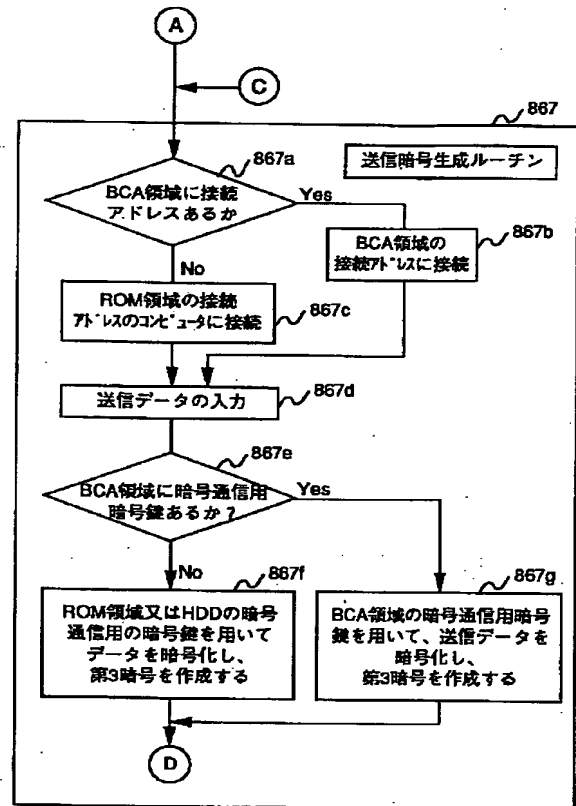 A
C
867
867a
送信暗号生成ルーチン
BCA領域に接続
アドレスあるか
Yes
867b
BCA領域の
接続ｱﾄﾞﾚｽに接続
No
ROM領域の接続
ｱﾄﾞﾚｽのｺﾝﾋﾟｭｰﾀに接続
867c
送信データの入力
867d
867e
BCA領域に暗号通信用
暗号鍵あるか？
Yes
No
867f
867g
ROM領域又はHDDの暗号
通信用の暗号鍵を用いて
データを暗号化し、
第3暗号を作成する
BCA領域の暗号通信用暗号
鍵を用いて、送信データを
暗号化し、
第3暗号を作成する
D